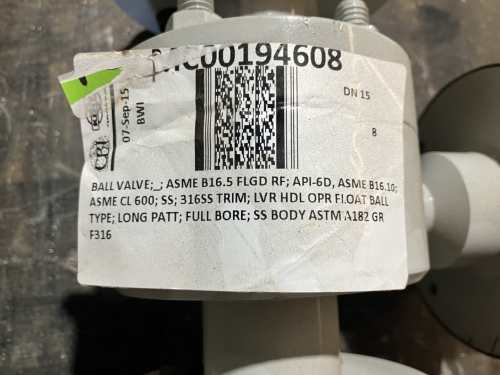 MC00194608
CBI
07-Sep-15
BWI
DN 15
8
BALL VALVE;_; ASME B16.5 FLGD RF; API-6D, ASME B16.10;
ASME CL 600; SS; 316SS TRIM; LVR HDL OPR FLOAT BALL
TYPE; LONG PATT; FULL BORE; SS BODY ASTM A182 GR
F316